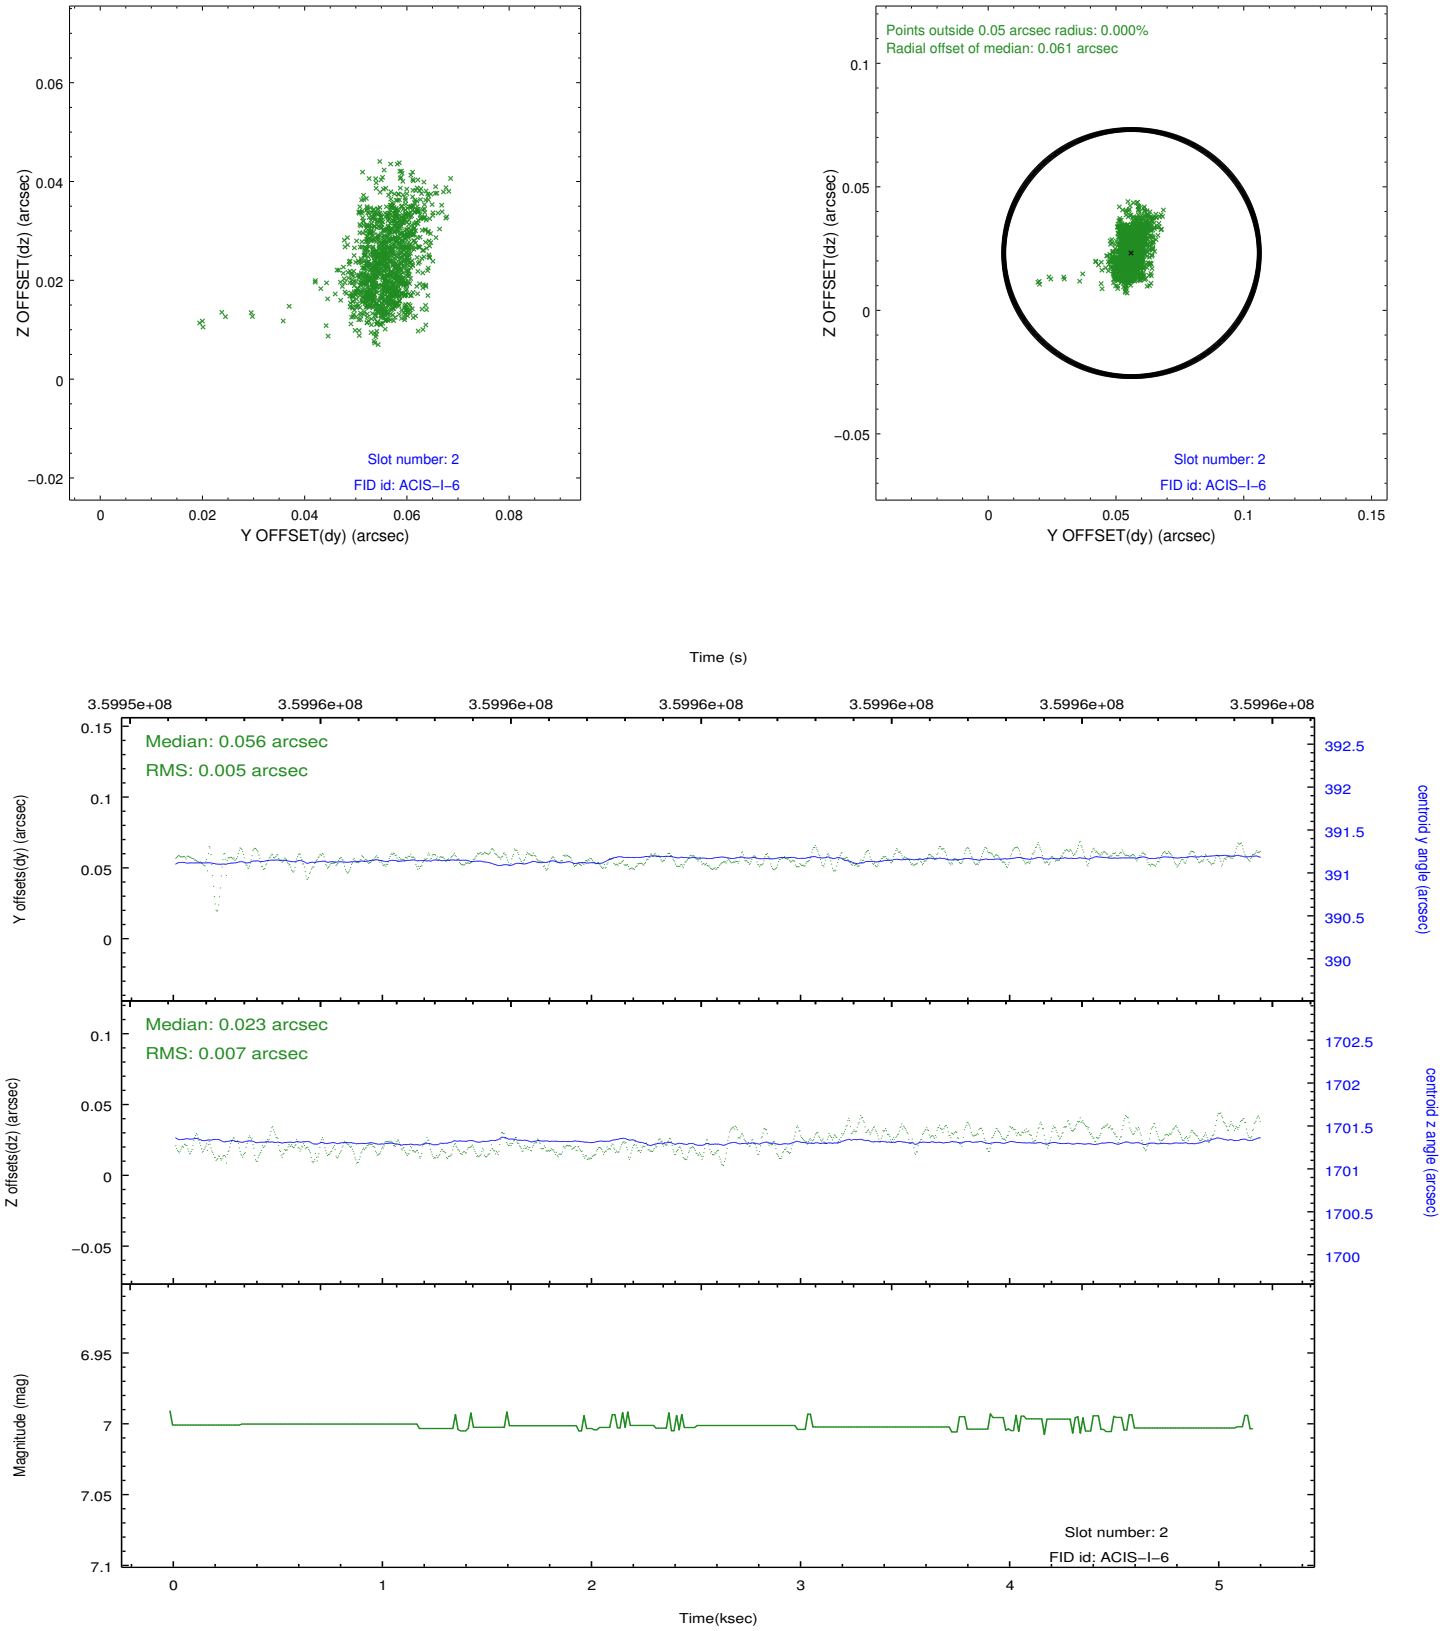 0.06
0.04
0.02
0
−0.02
Z OFFSET(dz) (arcsec)
Slot number: 2
FID id: ACIS−I−6
0
0.02
0.04
0.06
0.08
Y OFFSET(dy) (arcsec)
Points outside 0.05 arcsec radius: 0.000%
Radial offset of median: 0.061 arcsec
0.1
0.05
0
−0.05
Z OFFSET(dz) (arcsec)
Slot number: 2
FID id: ACIS−I−6
0
0.05
0.1
0.15
Y OFFSET(dy) (arcsec)
Time (s)
3.5995e+08
3.5996e+08
3.5996e+08
3.5996e+08
3.5996e+08
3.5996e+08
3.5996e+08
Median: 0.056 arcsec
RMS: 0.005 arcsec
0.15
0.1
0.05
0
Y offsets(dy) (arcsec)
392.5
392
391.5
391
390.5
390
centroid y angle (arcsec)
Median: 0.023 arcsec
RMS: 0.007 arcsec
0.1
0.05
0
−0.05
Z offsets(dz) (arcsec)
1702.5
1702
1701.5
1701
1700.5
1700
centroid z angle (arcsec)
6.95
7
7.05
7.1
Magnitude (mag)
Slot number: 2
FID id: ACIS−I−6
0
1
2
3
4
5
Time(ksec)